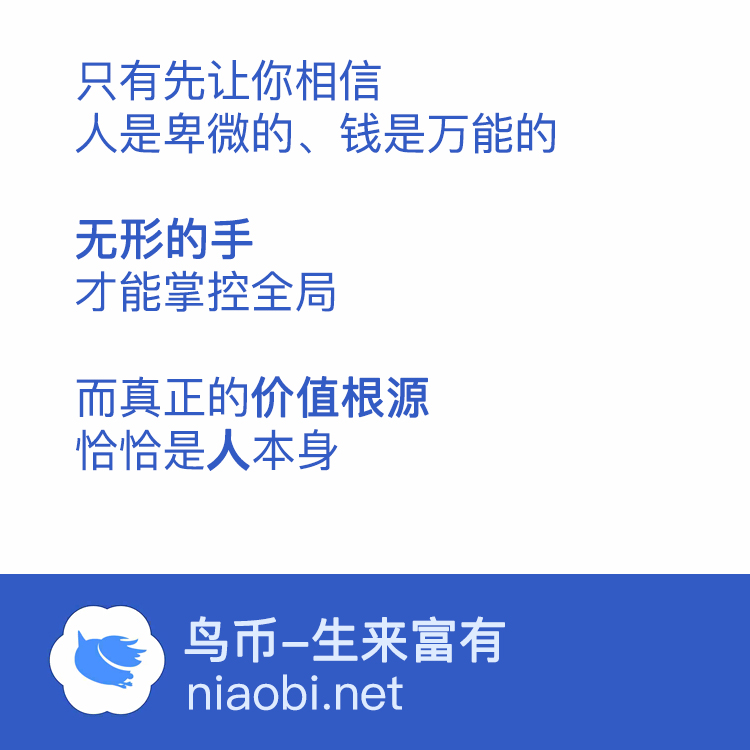 只有先让你相信
人是卑微的、钱是万能的
无形的手
才能掌控全局
而真正的价值根源
恰恰是人本身
鸟币–生来富有
niaobi.net